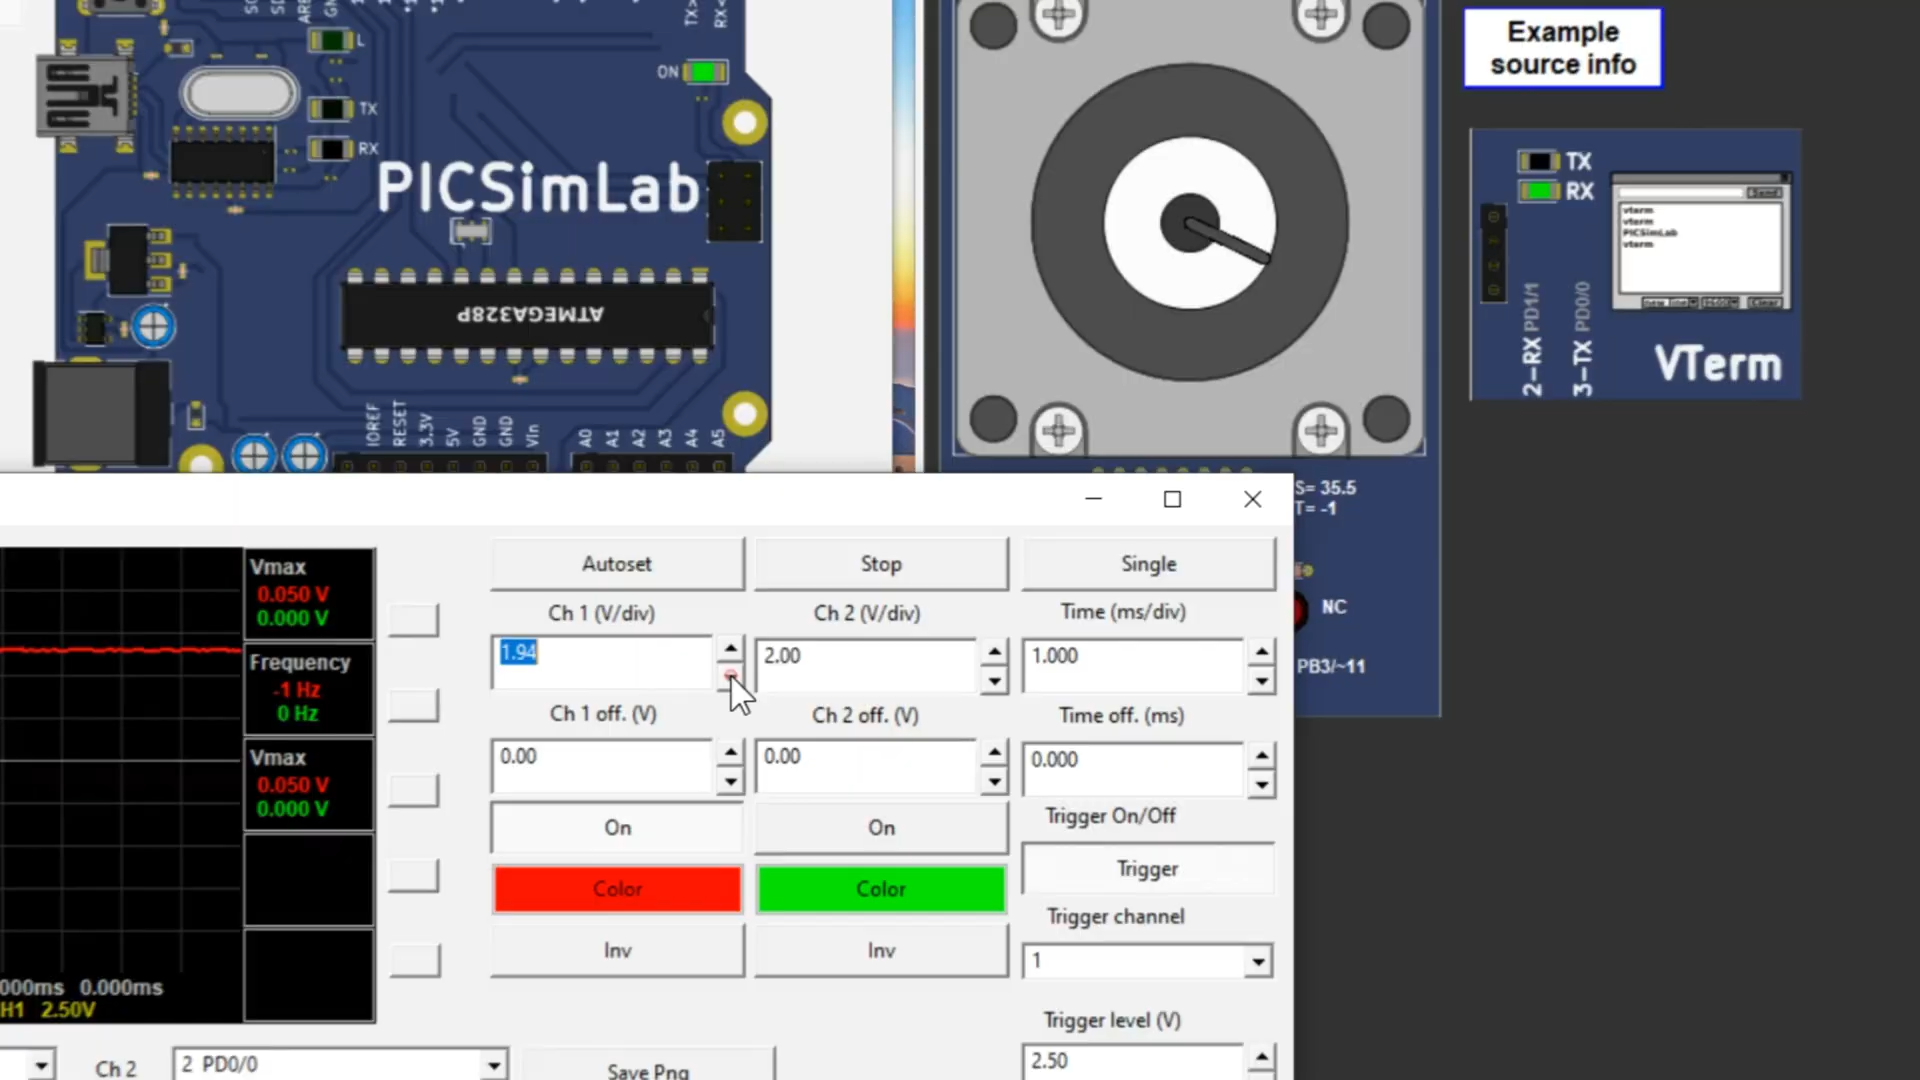 L
TX
RX
TX>
RX<
ON
PICSimLab
ATMEGA328P
IOREF
RESET
3.3V
5V
GND
GND
Vin
A0
A1
A2
A3
A4
A5
Example
source info
TX
RX
vterm
vterm
PICSimLab
vterm
2-RX PD1/1
3-TX PD0/0
VTerm
S= 35.5
T= -1
NC
PB3/~11
Vmax
0.050 V
0.000 V
Frequency
-1 Hz
0 Hz
Vmax
0.050 V
0.000 V
000ms 0.000ms
H1 2.50V
Autoset
Stop
Single
Ch 1 (V/div)
Ch 2 (V/div)
Time (ms/div)
1.94
2.00
1.000
Ch 1 off. (V)
Ch 2 off. (V)
Time off. (ms)
0.00
0.00
0.000
On
On
Trigger On/Off
Color
Color
Trigger
Trigger channel
Inv
Inv
1
Trigger level (V)
2.50
Ch 2
2 PD0/0
Save Png